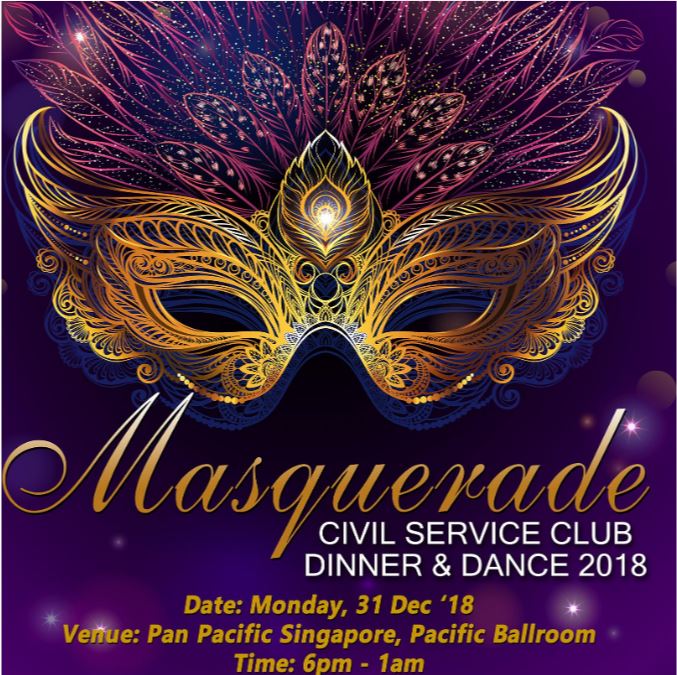 Masquerade
CIVIL SERVICE CLUB
DINNER & DANCE 2018
Date: Monday, 31 Dec ‘18
Venue: Pan Pacific Singapore, Pacific Ballroom
Time: 6pm - 1am